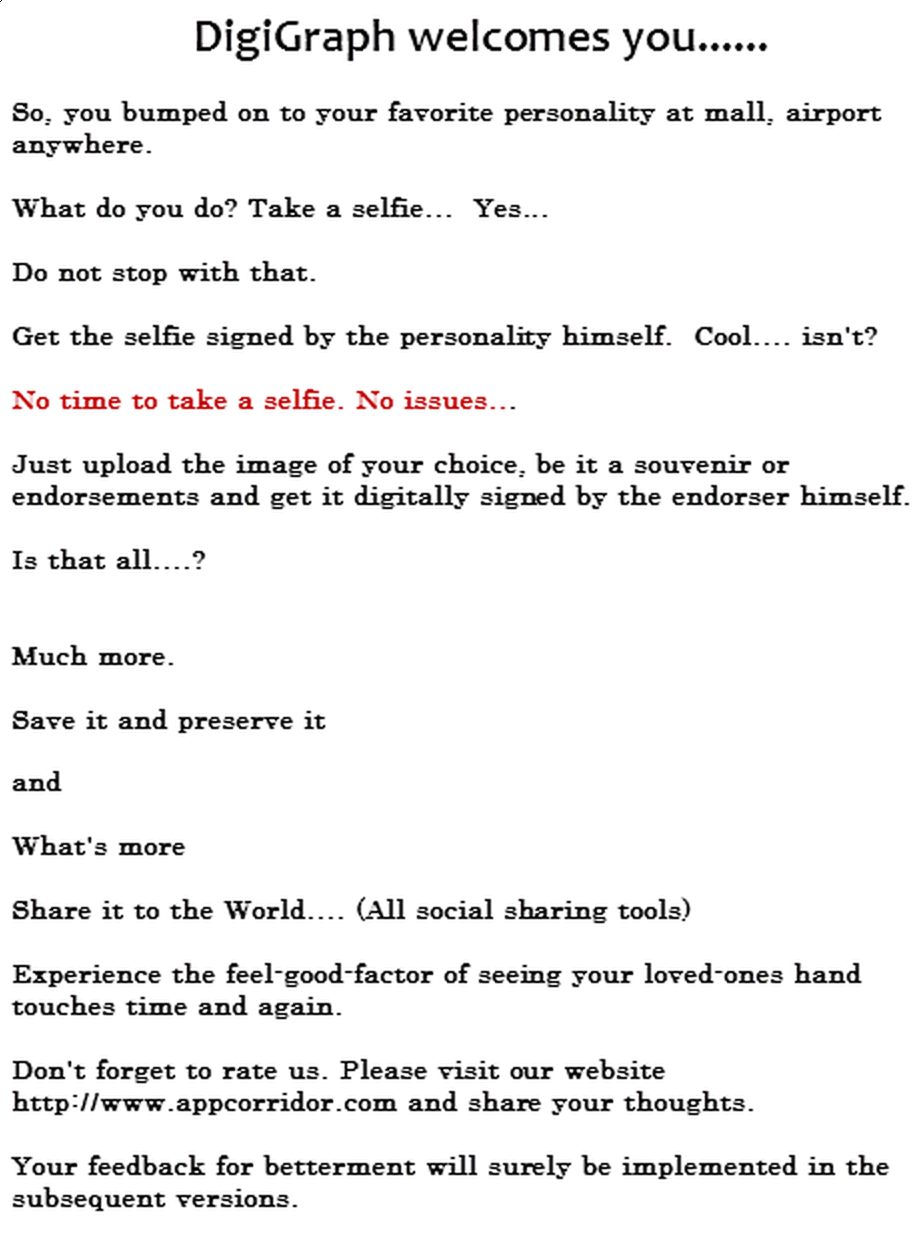 DigiGraph welcomes you......
So, you bumped on to your favorite personality at mall, airport
anywhere.
What do you do? Take a selfie... Yes...
Do not stop with that.
Get the selfie signed by the personality himself. Cool.... isn't?
No time to take a selfie. No issues...
Just upload the image of your choice, be it a souvenir or
endorsements and get it digitally signed by the endorser himself.
Is that all....?
Much more.
Save it and preserve it
and
What's more
Share it to the World.... (All social sharing tools)
Experience the feel-good-factor of seeing your loved-ones hand
touches time and again.
Don't forget to rate us. Please visit our website
http://www.appcorridor.com and share your thoughts.
Your feedback for betterment will surely be implemented in the
subsequent versions.